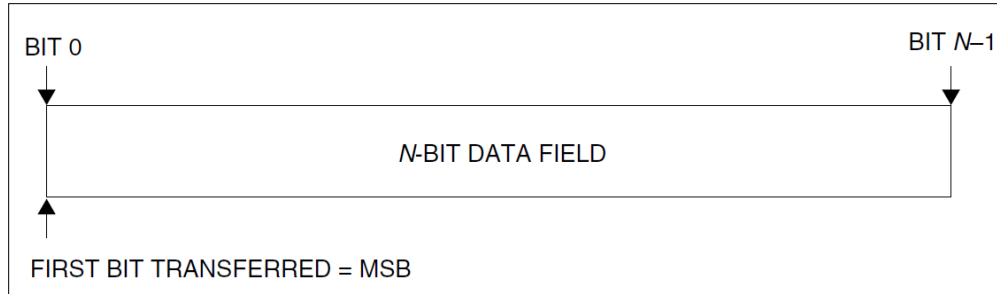 BIT 0
BIT N–1
N-BIT DATA FIELD
FIRST BIT TRANSFERRED = MSB